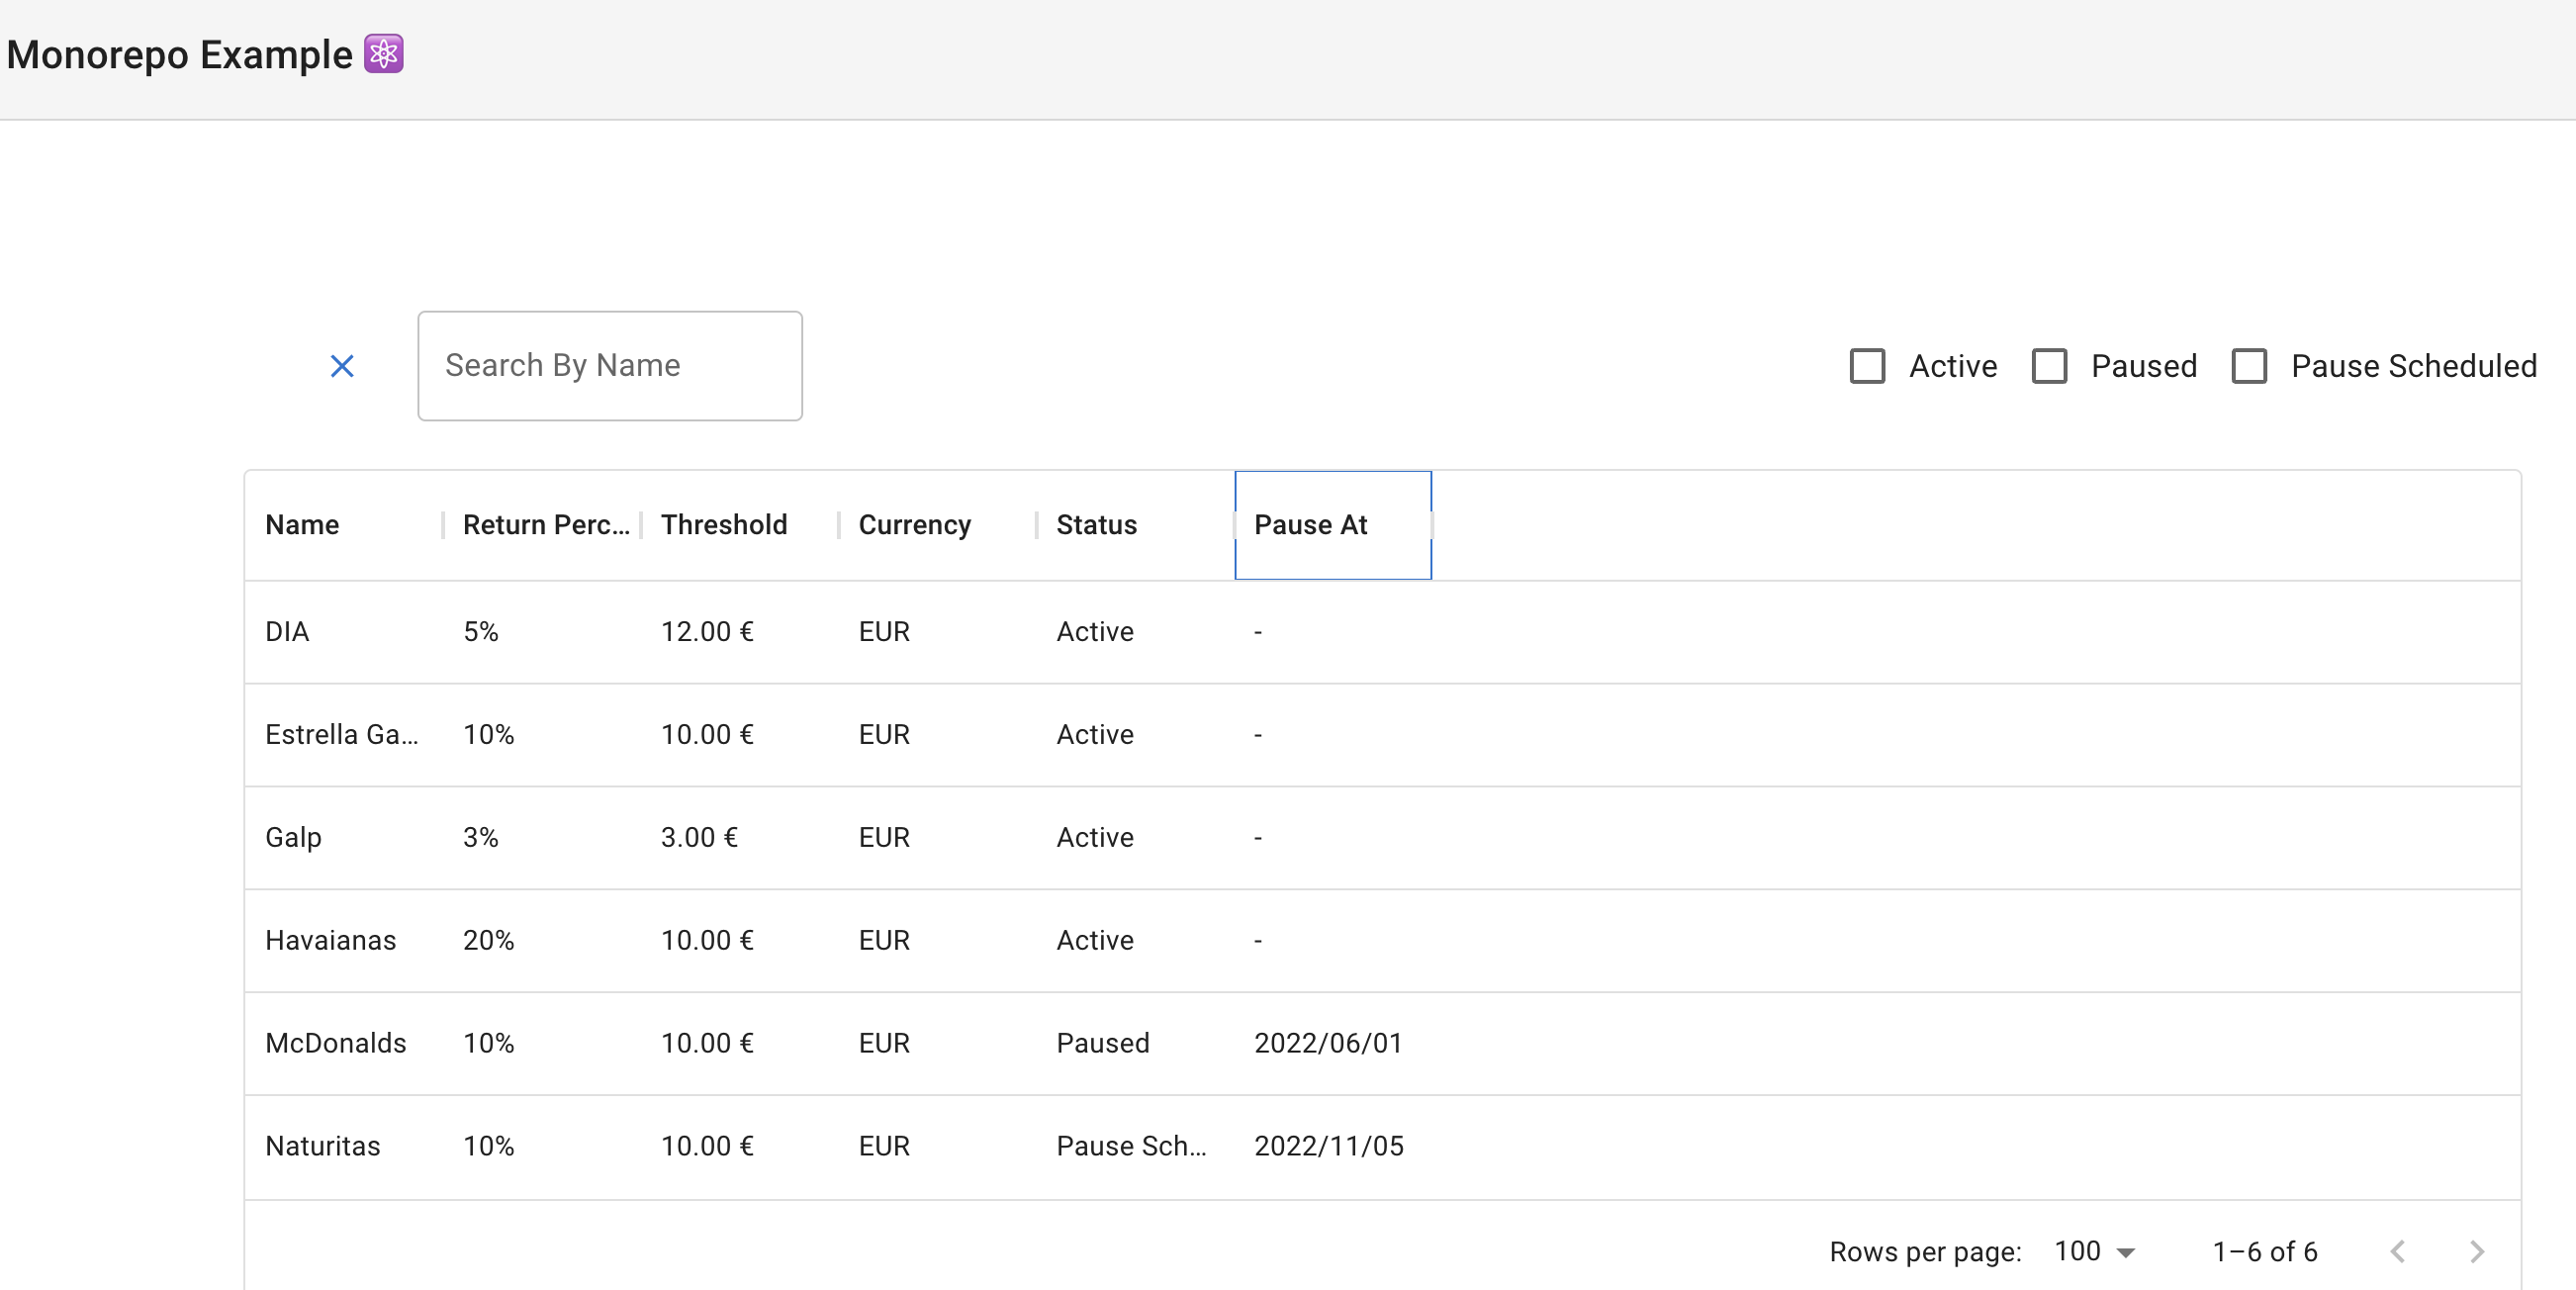 Monorepo Example ⚛️
Search By Name
Active Paused Pause Scheduled
Name Return Perc... Threshold Currency Status Pause At
DIA 5% 12.00 € EUR Active -
Estrella Ga... 10% 10.00 € EUR Active -
Galp 3% 3.00 € EUR Active -
Havaianas 20% 10.00 € EUR Active -
McDonalds 10% 10.00 € EUR Paused 2022/06/01
Naturitas 10% 10.00 € EUR Pause Sch... 2022/11/05
Rows per page: 100 1–6 of 6